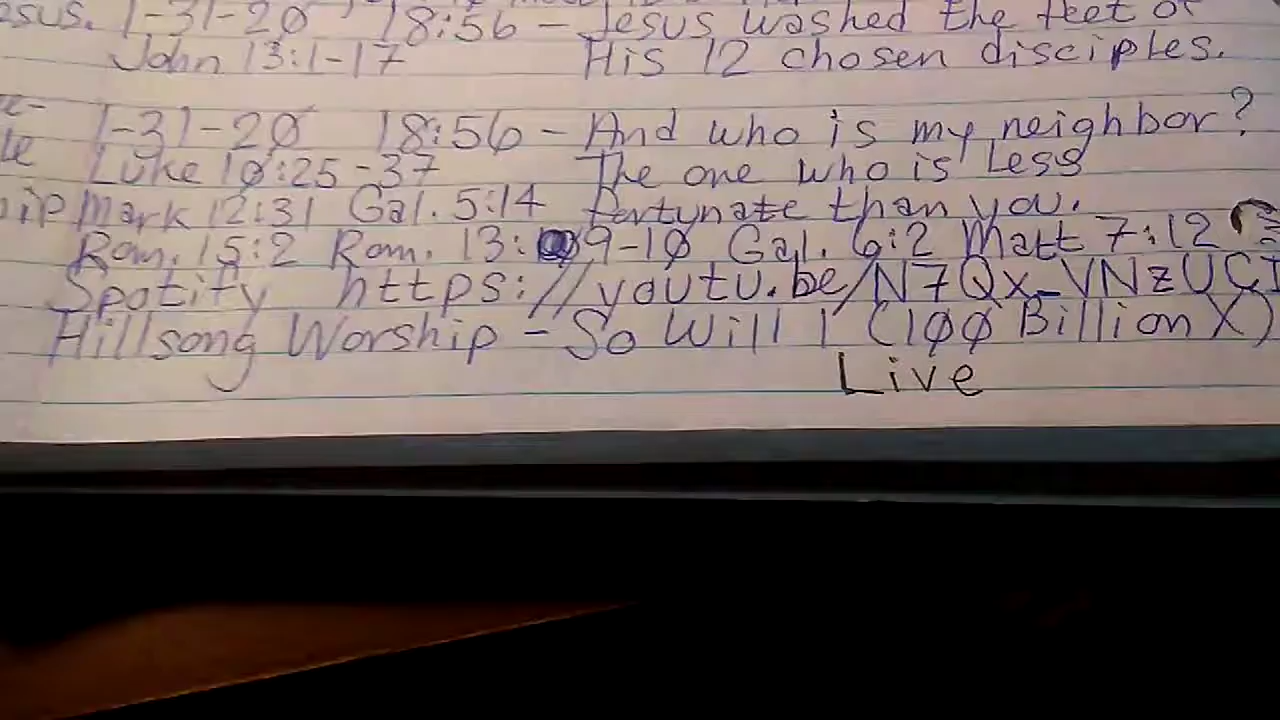 esus. 1-31-20 18:56 - Jesus washed the feet of
John 13:1-17 His 12 chosen disciples.
1-31-20 18:56 - And who is my neighbor?
Luke 10:25-37 The one who is Less
Mark 12:31 Gal. 5:14 fortynate than you.
Rom. 15:2 Rom. 13: 9-10 Gal. 6:2 Matt 7:12
Spotify https://youtu.be/N7Qx_VNzUCI
Hillsong Worship - So Will I (100 Billion X)
Live